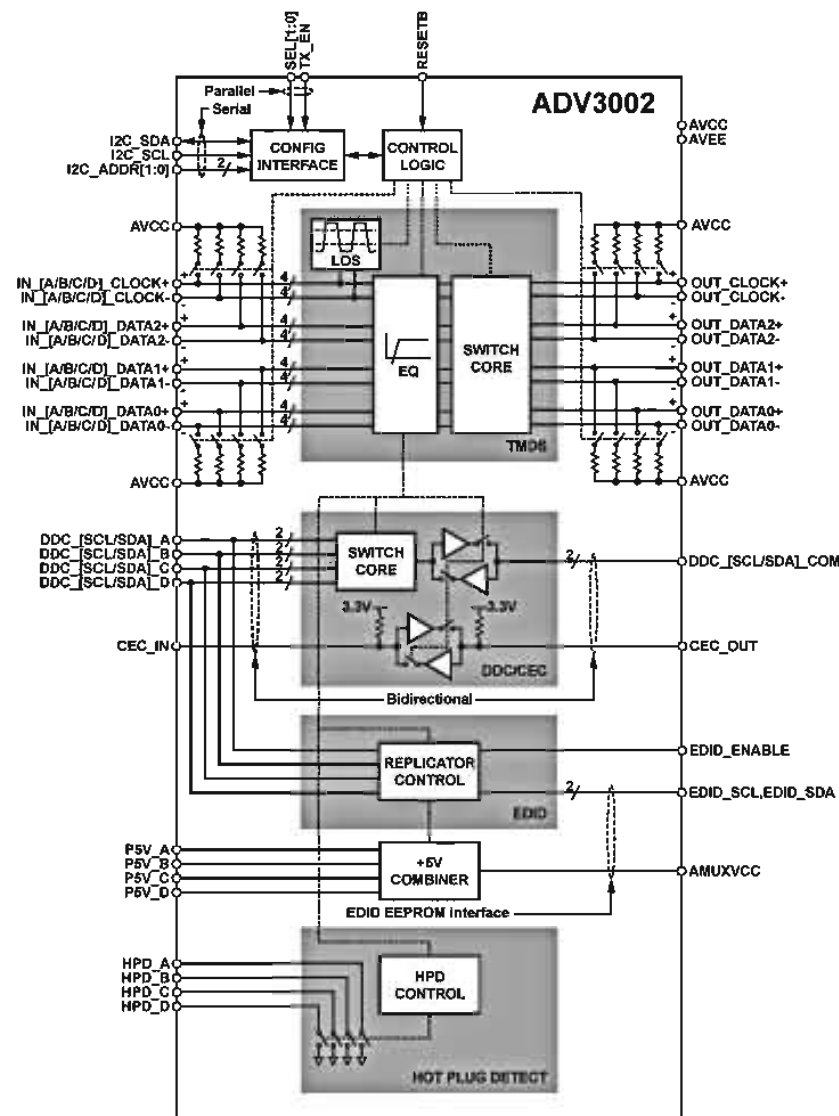 SEL[1:0]
TX_EN
RESETB
Parallel
Serial
ADV3002
I2C_SDA
I2C_SCL
I2C_ADDR[1:0]
2
CONFIG
INTERFACE
CONTROL
LOGIC
AVCC
AVEE
AVCC
LOS
AVCC
+
IN_[A/B/C/D]_CLOCK+
4
OUT_CLOCK+
+
-
IN_[A/B/C/D]_CLOCK-
4
OUT_CLOCK-
-
+
IN_[A/B/C/D]_DATA2+
4
OUT_DATA2+
+
-
IN_[A/B/C/D]_DATA2-
4
OUT_DATA2-
-
EQ
SWITCH
CORE
+
IN_[A/B/C/D]_DATA1+
4
OUT_DATA1+
+
-
IN_[A/B/C/D]_DATA1-
4
OUT_DATA1-
-
+
IN_[A/B/C/D]_DATA0+
4
OUT_DATA0+
+
-
IN_[A/B/C/D]_DATA0-
4
OUT_DATA0-
-
TMDS
AVCC
AVCC
DDC_[SCL/SDA]_A
2
DDC_[SCL/SDA]_B
2
DDC_[SCL/SDA]_C
2
DDC_[SCL/SDA]_D
2
SWITCH
CORE
2
DDC_[SCL/SDA]_COM
3.3V
3.3V
CEC_IN
CEC_OUT
DDC/CEC
Bidirectional
REPLICATOR
CONTROL
EDID_ENABLE
2
EDID_SCL,EDID_SDA
EDID
P5V_A
P5V_B
P5V_C
P5V_D
+5V
COMBINER
AMUXVCC
EDID EEPROM interface
HPD_A
HPD_B
HPD_C
HPD_D
HPD
CONTROL
HOT PLUG DETECT